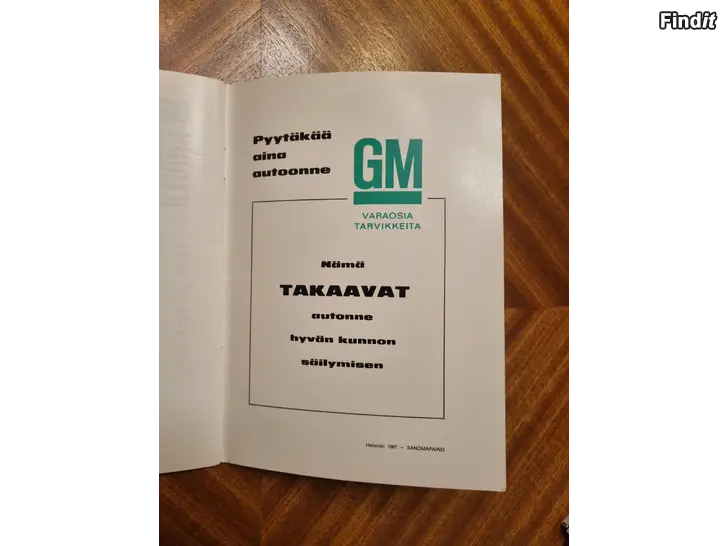 Findit
Pyytäkää
aina
autoonne
GM
VARAOSIA
TARVIKKEITA
Nämä
TAKAAVAT
autonne
hyvän kunnon
säilymisen
Helsinki 1967 — SANOMAPAINO